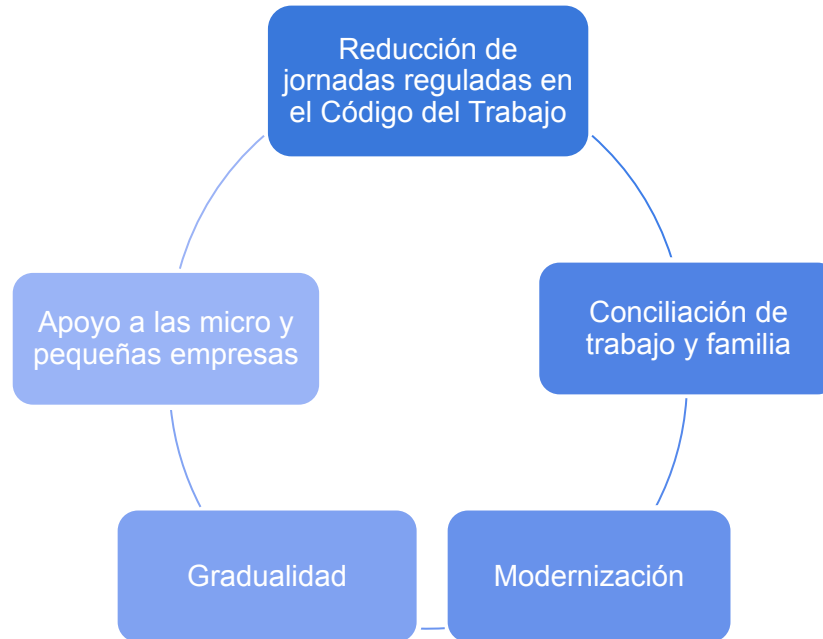 Reducción de
jornadas reguladas en
el Código del Trabajo
Conciliación de
trabajo y familia
Modernización
Gradualidad
Apoyo a las micro y
pequeñas empresas